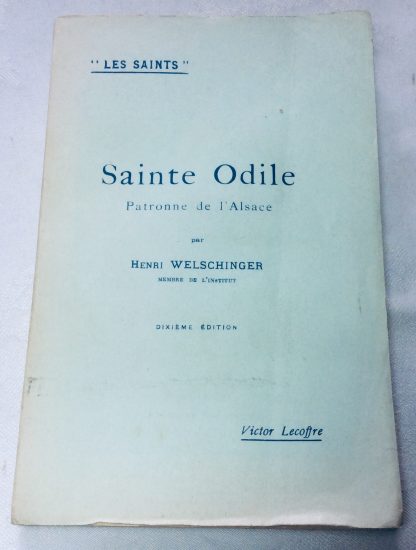 "LES SAINTS"
Sainte Odile
Patronne de l'Alsace
par
HENRI WELSCHINGER
MEMBRE DE L'INSTITUT
DIXIÈME ÉDITION
Victor Lecoffre